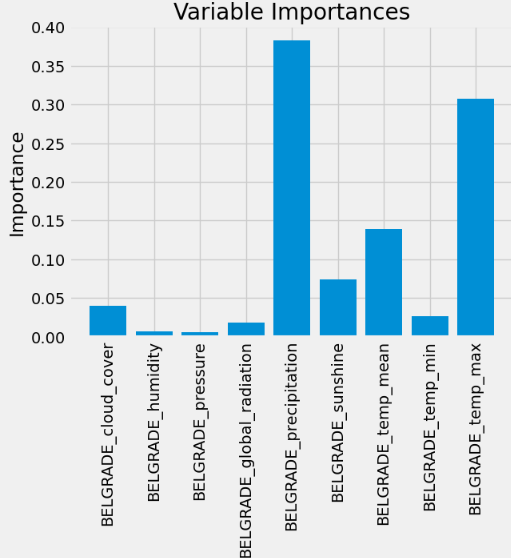 Variable Importances
0.40
0.35
0.30
0.25
0.20
0.15
0.10
0.05
0.00
Importance
BELGRADE_cloud_cover
BELGRADE_humidity
BELGRADE_pressure
BELGRADE_global_radiation
BELGRADE_precipitation
BELGRADE_sunshine
BELGRADE_temp_mean
BELGRADE_temp_min
BELGRADE_temp_max